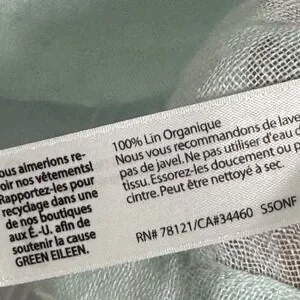 ous aimerions re-
oir nos vêtements!
Rapportez-les pour
recyclage dans une
de nos boutiques
aux É.-U. afin de
soutenir la cause
GREEN EILEEN.
100% Lin Organique
Nous vous recommandons de lave
pas de javel. Ne pas utiliser d'eau c
tissu. Essorez-les doucement ou p
cintre. Peut être nettoyé à sec.
RN# 78121/CA#34460 S5ONF